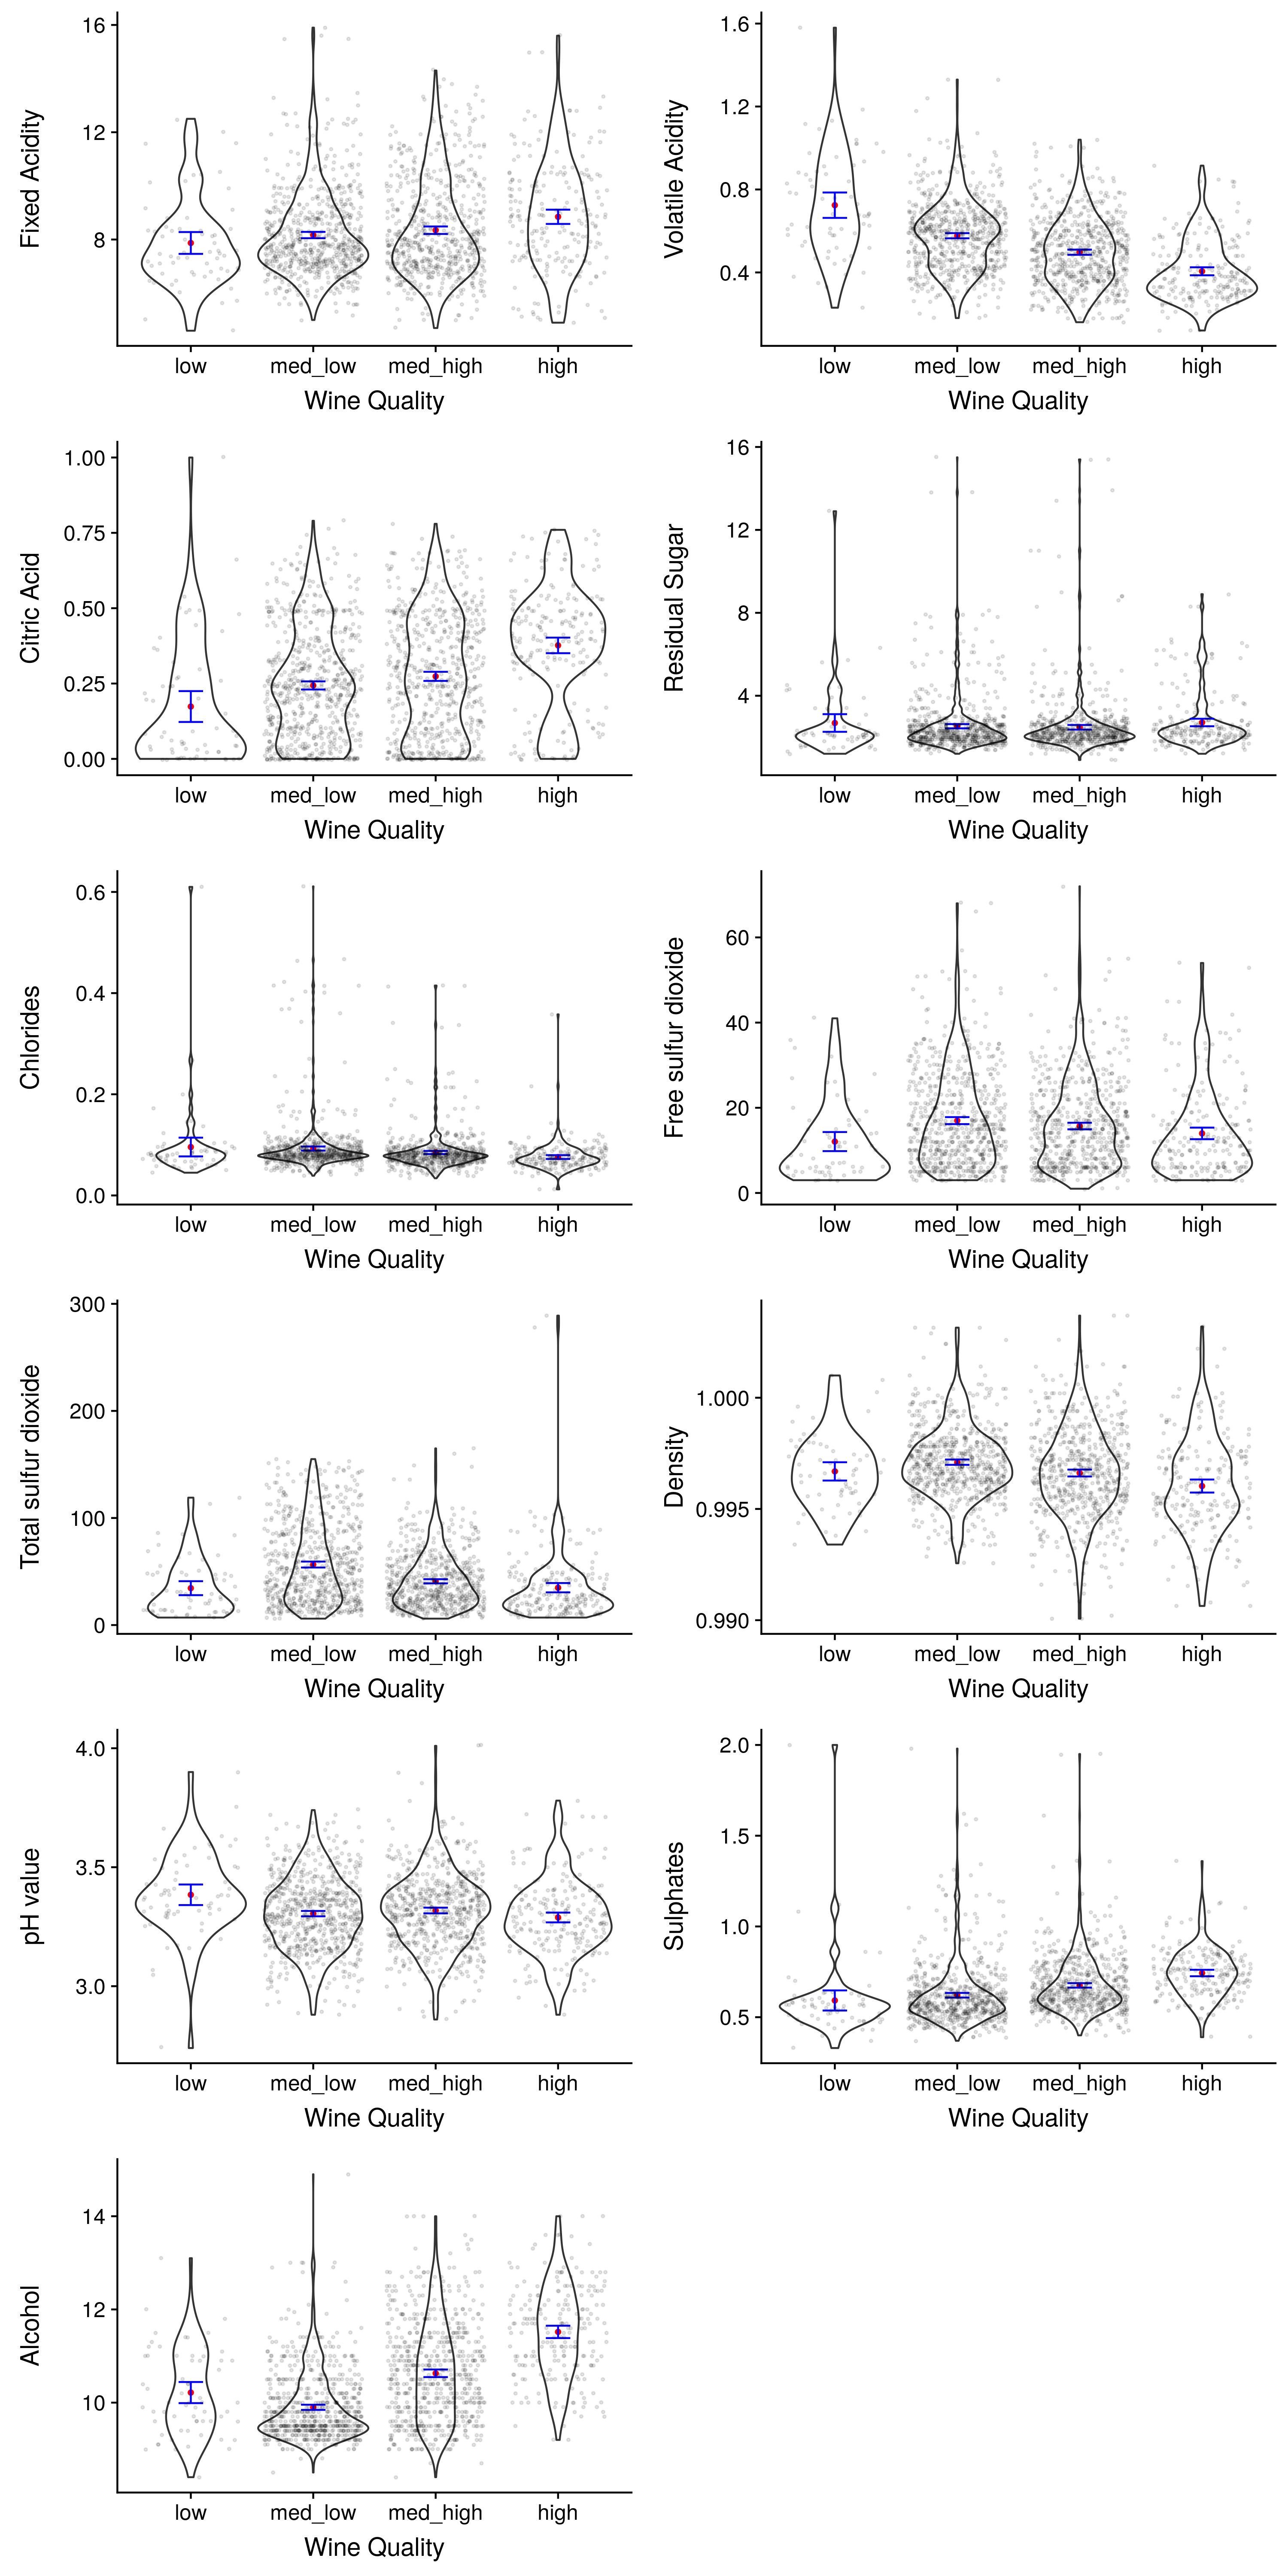 Fixed Acidity
16
12
8
low med_low med_high high
Wine Quality
Volatile Acidity
1.6
1.2
0.8
0.4
low med_low med_high high
Wine Quality
Citric Acid
1.00
0.75
0.50
0.25
0.00
low med_low med_high high
Wine Quality
Residual Sugar
16
12
8
4
low med_low med_high high
Wine Quality
Chlorides
0.6
0.4
0.2
0.0
low med_low med_high high
Wine Quality
Free sulfur dioxide
60
40
20
0
low med_low med_high high
Wine Quality
Total sulfur dioxide
300
200
100
0
low med_low med_high high
Wine Quality
Density
1.000
0.995
0.990
low med_low med_high high
Wine Quality
pH value
4.0
3.5
3.0
low med_low med_high high
Wine Quality
Sulphates
2.0
1.5
1.0
0.5
low med_low med_high high
Wine Quality
Alcohol
14
12
10
low med_low med_high high
Wine Quality